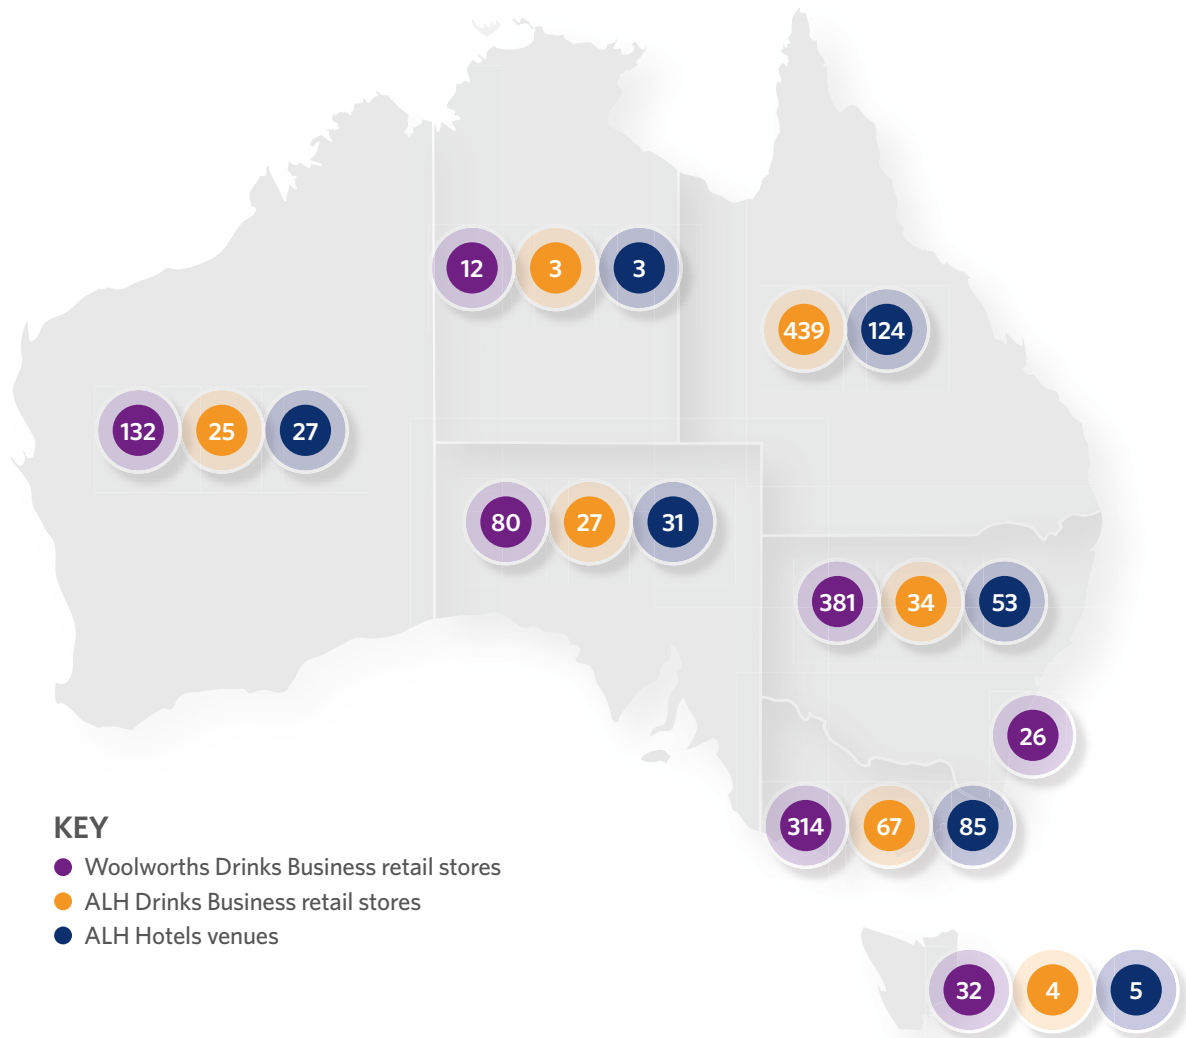 12 3 3
439 124
132 25 27
80 27 31
381 34 53
26
314 67 85
KEY
Woolworths Drinks Business retail stores
ALH Drinks Business retail stores
ALH Hotels venues
32 4 5